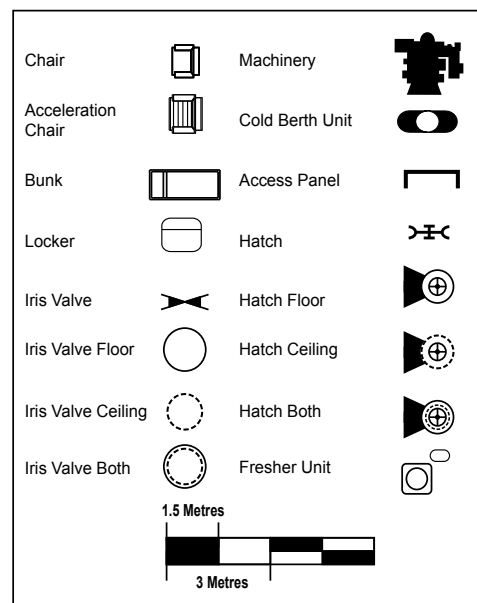 Chair
Machinery
Acceleration
Chair
Cold Berth Unit
Bunk
Access Panel
Locker
Hatch
Iris Valve
Hatch Floor
Iris Valve Floor
Hatch Ceiling
Iris Valve Ceiling
Hatch Both
Iris Valve Both
Fresher Unit
1.5 Metres
3 Metres